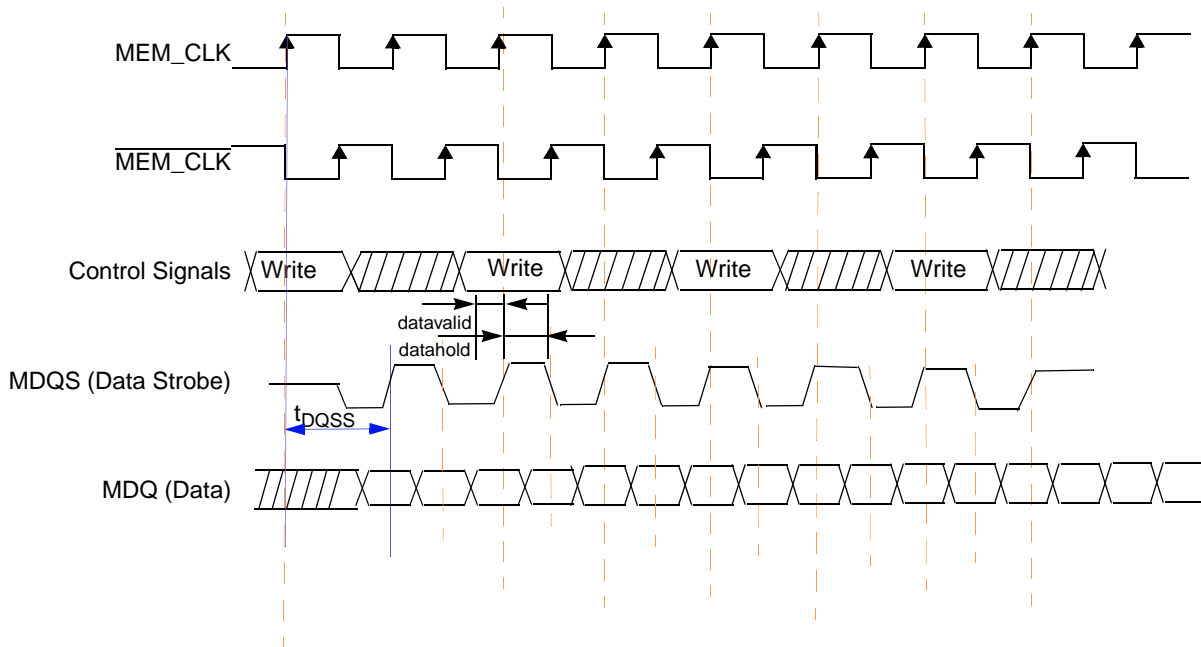 MEM_CLK
MEM_CLK
Control Signals Write Write Write Write
datavalid
datahold
MDQS (Data Strobe)
tDQSS
MDQ (Data)